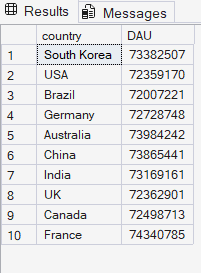 Results Messages
country DAU
1 South Korea 73382507
2 USA 72359170
3 Brazil 72007221
4 Germany 72728748
5 Australia 73984242
6 China 73865441
7 India 73169161
8 UK 72362901
9 Canada 72498713
10 France 74340785